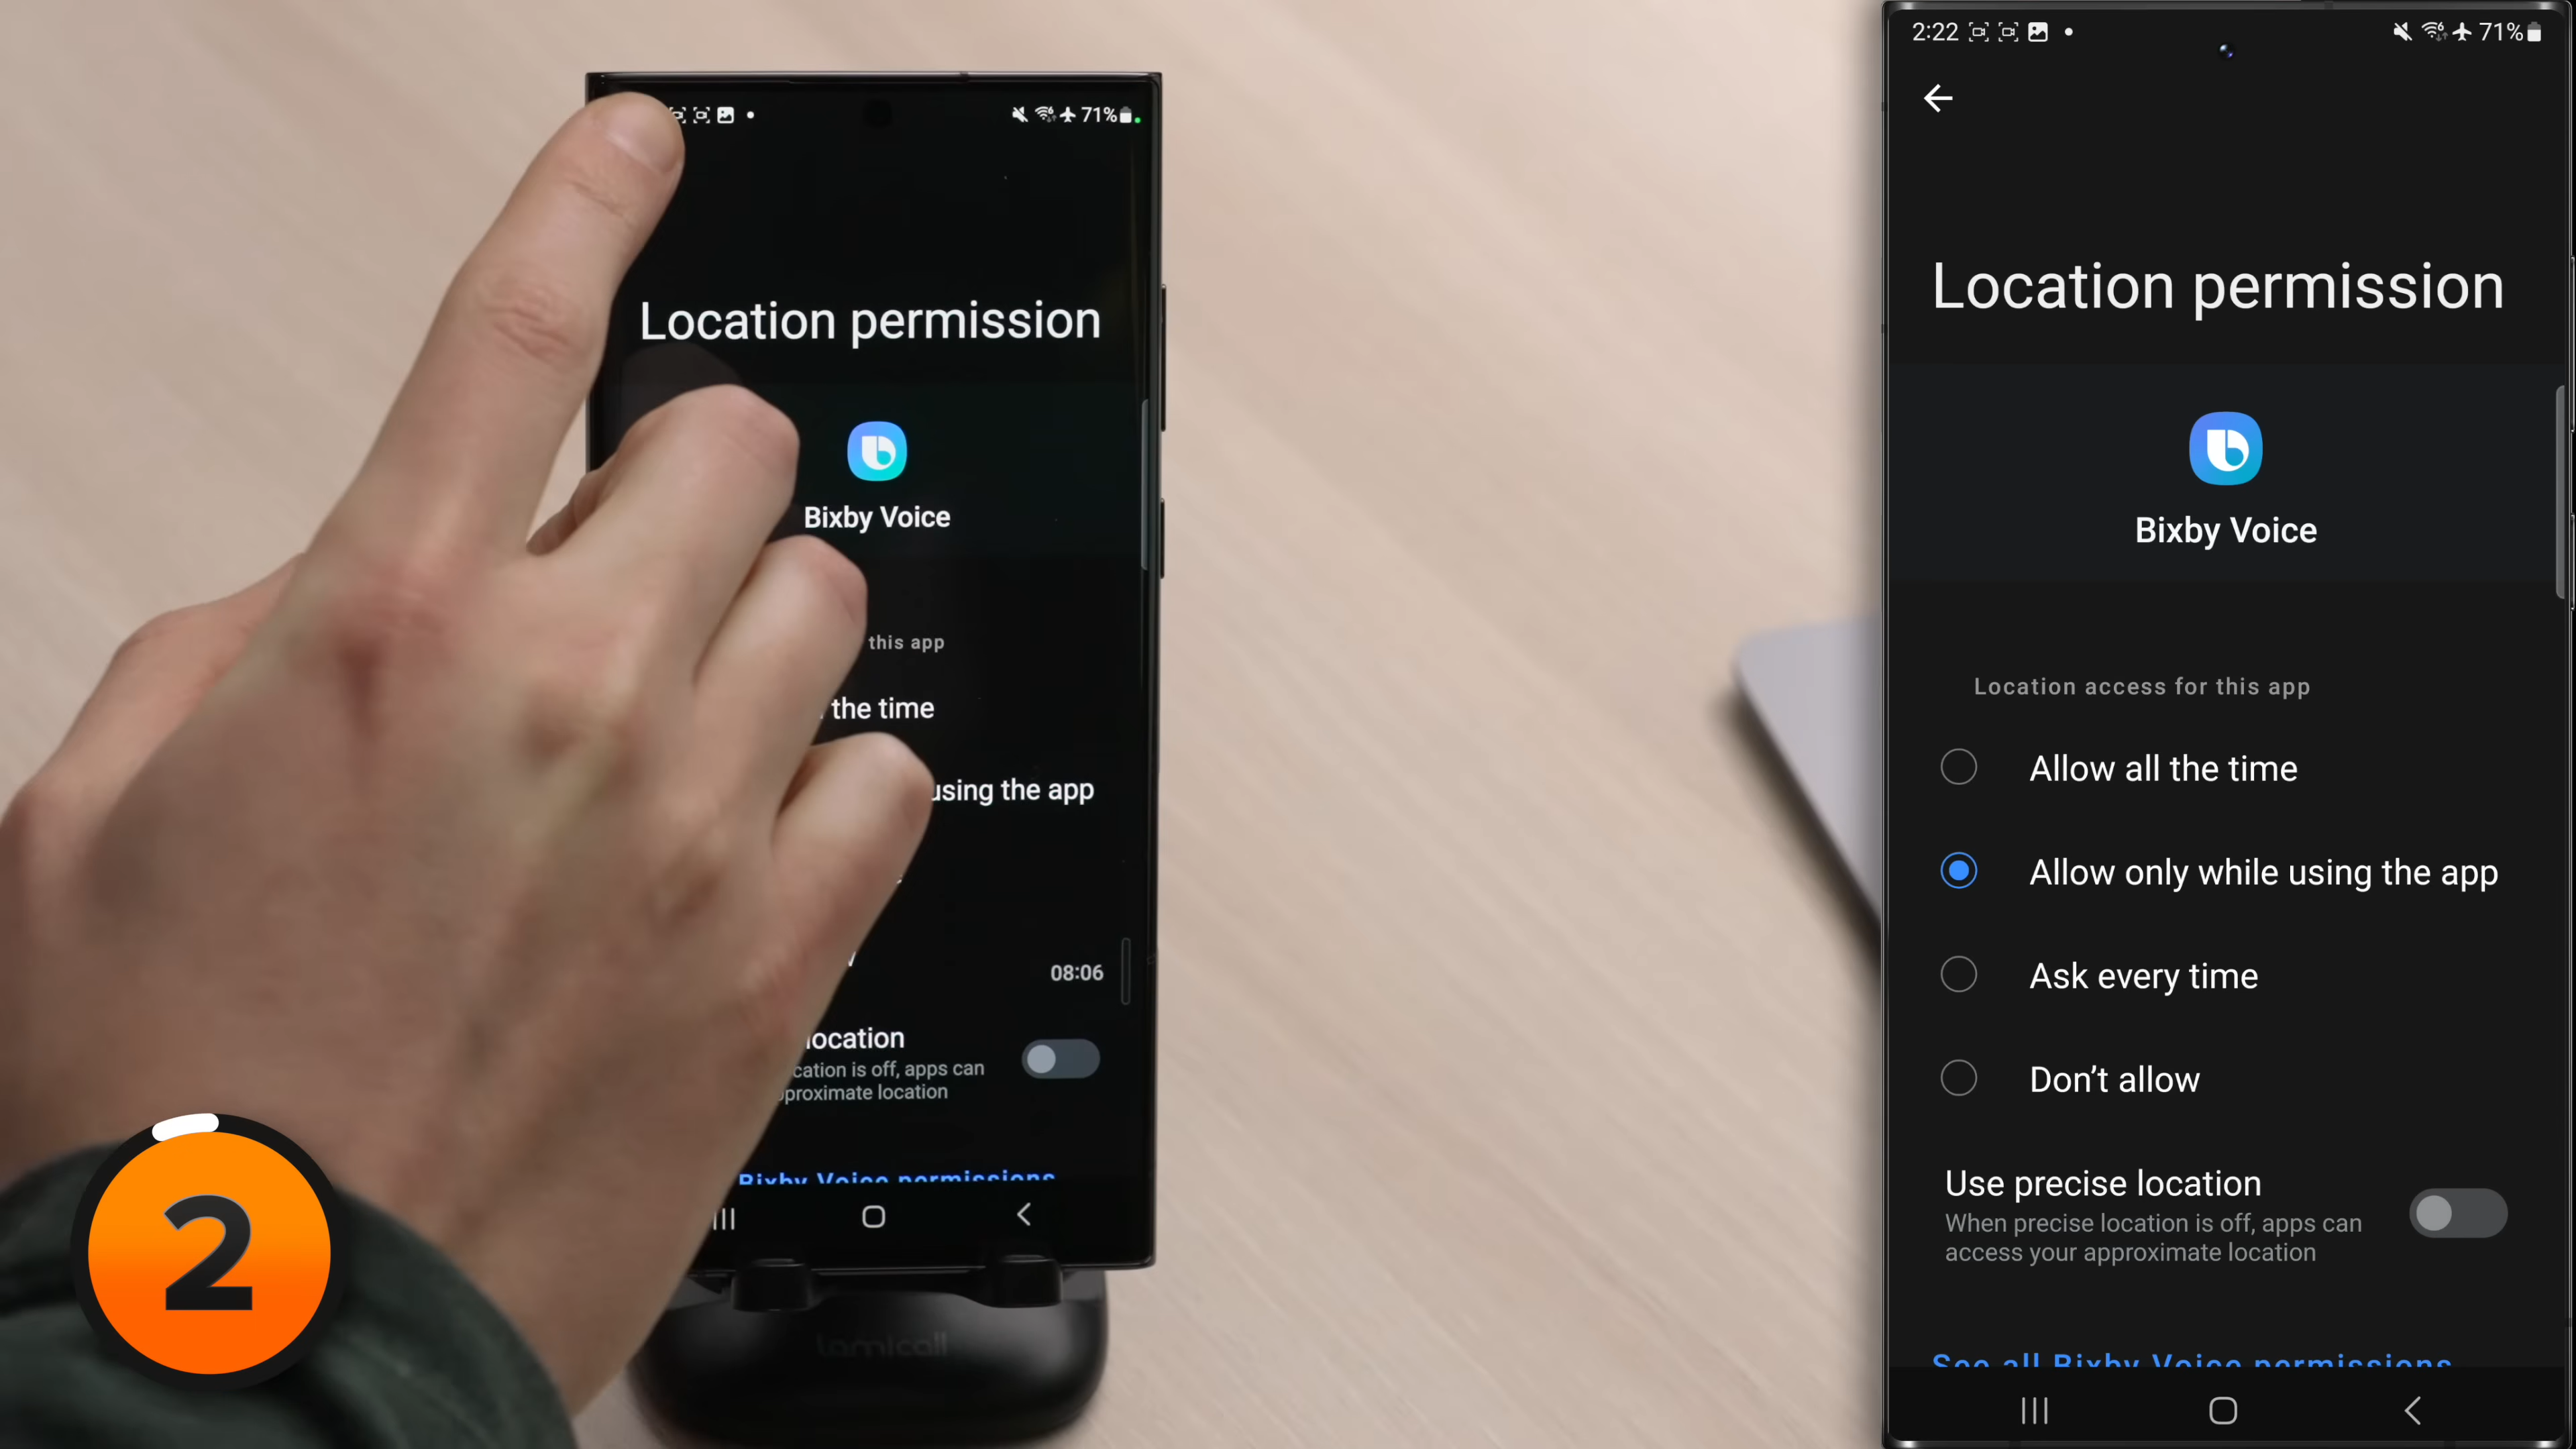 71%
Location permission
Bixby Voice
this app
the time
using the app
08:06
location
cation is off, apps can
proximate location
Bixby Voice permissions
lamicall
2
2:22
71%
Location permission
Bixby Voice
Location access for this app
Allow all the time
Allow only while using the app
Ask every time
Don't allow
Use precise location
When precise location is off, apps can
access your approximate location
See all Bixby Voice permissions